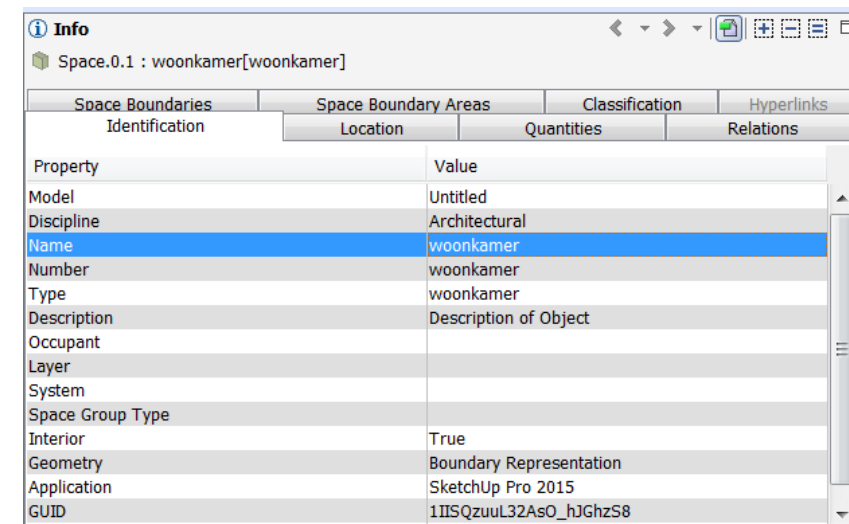 Info
Space.0.1 : woonkamer[woonkamer]
Space Boundaries Space Boundary Areas Classification Hyperlinks
Identification Location Quantities Relations
Property Value
Model Untitled
Discipline Architectural
Name woonkamer
Number woonkamer
Type woonkamer
Description Description of Object
Occupant
Layer
System
Space Group Type
Interior True
Geometry Boundary Representation
Application SketchUp Pro 2015
GUID 1IISQzuuL32AsO_hJGhzS8